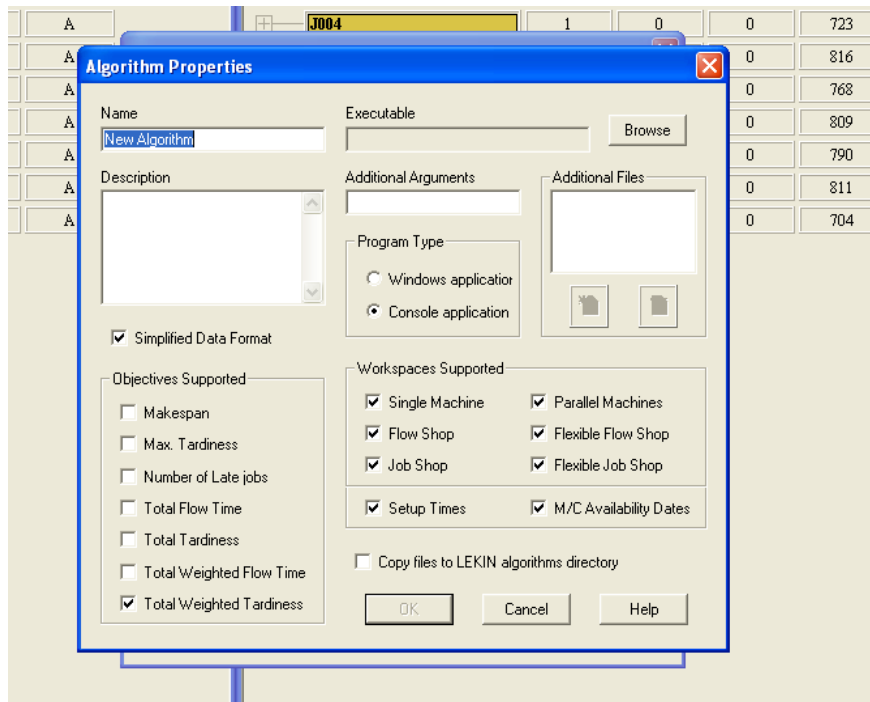 A J004 1 0 0 723
A 0 816
Algorithm Properties
A 0 768
A 0 809
A 0 790
A 0 811
A 0 704
Name
New Algorithm
Executable
Browse
Description
Additional Arguments
Additional Files
Program Type
Windows application
Console application
Simplified Data Format
Objectives Supported
Makespan
Max. Tardiness
Number of Late jobs
Total Flow Time
Total Tardiness
Total Weighted Flow Time
Total Weighted Tardiness
Workspaces Supported
Single Machine
Parallel Machines
Flow Shop
Flexible Flow Shop
Job Shop
Flexible Job Shop
Setup Times
M/C Availability Dates
Copy files to LEKIN algorithms directory
OK
Cancel
Help